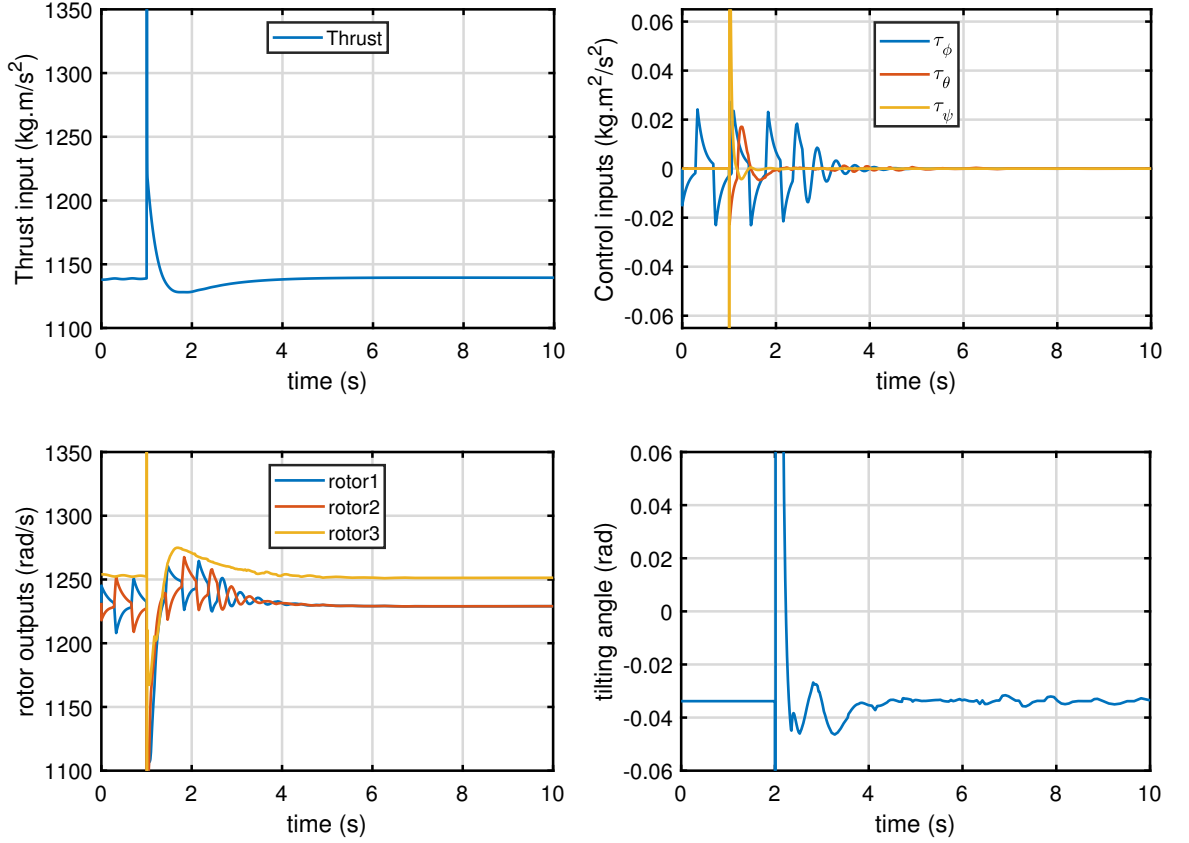 Thrust input (kg.m/s²)
1350
1300
1250
1200
1150
1100
Thrust
0 2 4 6 8 10
time (s)
Control inputs (kg.m²/s²)
0.06
0.04
0.02
0
-0.02
-0.04
-0.06
τ_ϕ
τ_θ
τ_ψ
0 2 4 6 8 10
time (s)
rotor outputs (rad/s)
1350
1300
1250
1200
1150
1100
rotor1
rotor2
rotor3
0 2 4 6 8 10
time (s)
tilting angle (rad)
0.06
0.04
0.02
0
-0.02
-0.04
-0.06
0 2 4 6 8 10
time (s)